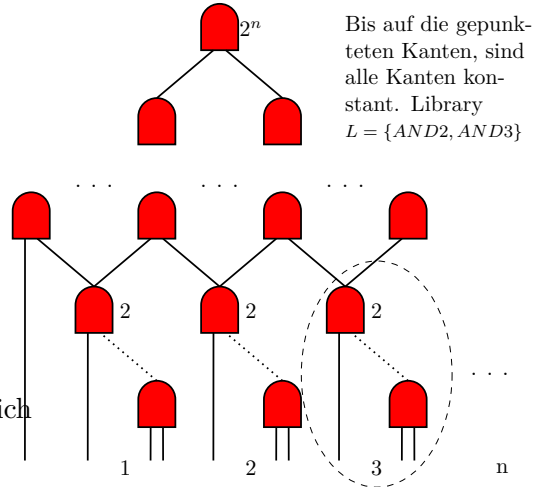 2^n
Bis auf die gepunk-
teten Kanten, sind
alle Kanten kon-
stant. Library
L = {AND2, AND3}
. . .
. . .
. . .
2
2
2
. . .
ich
1
2
3
n